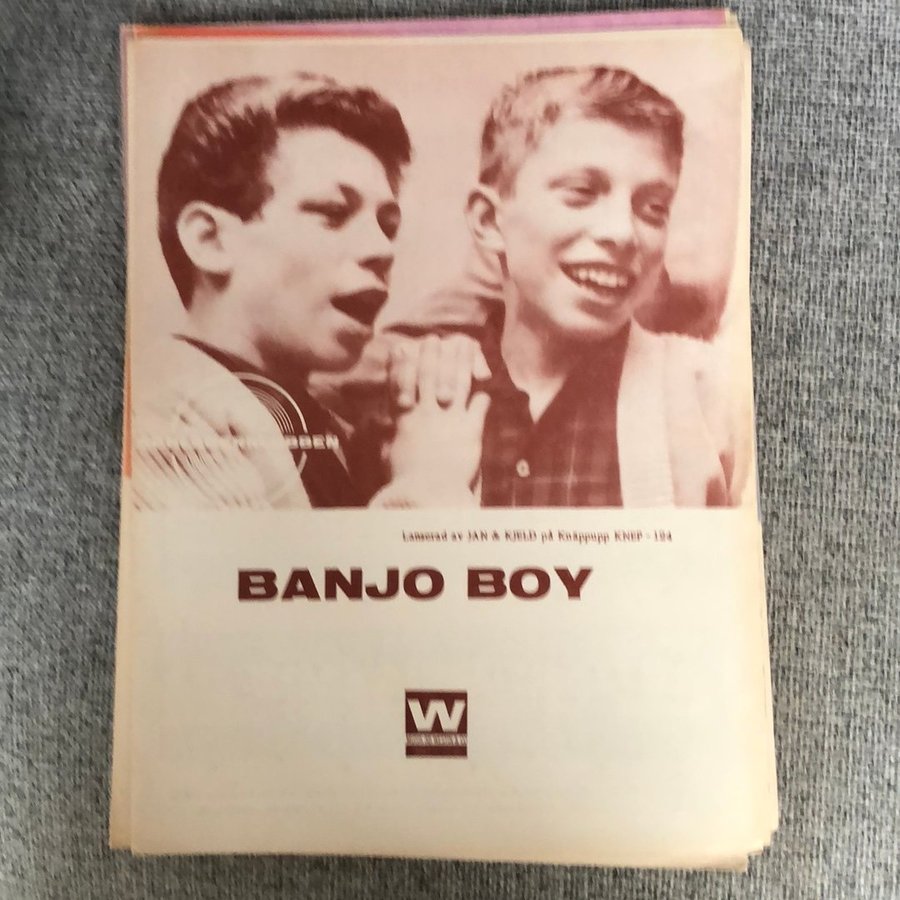 Lanserad av JAN & KJELD på Knäppupp KNEP - 124
BANJO BOY
W